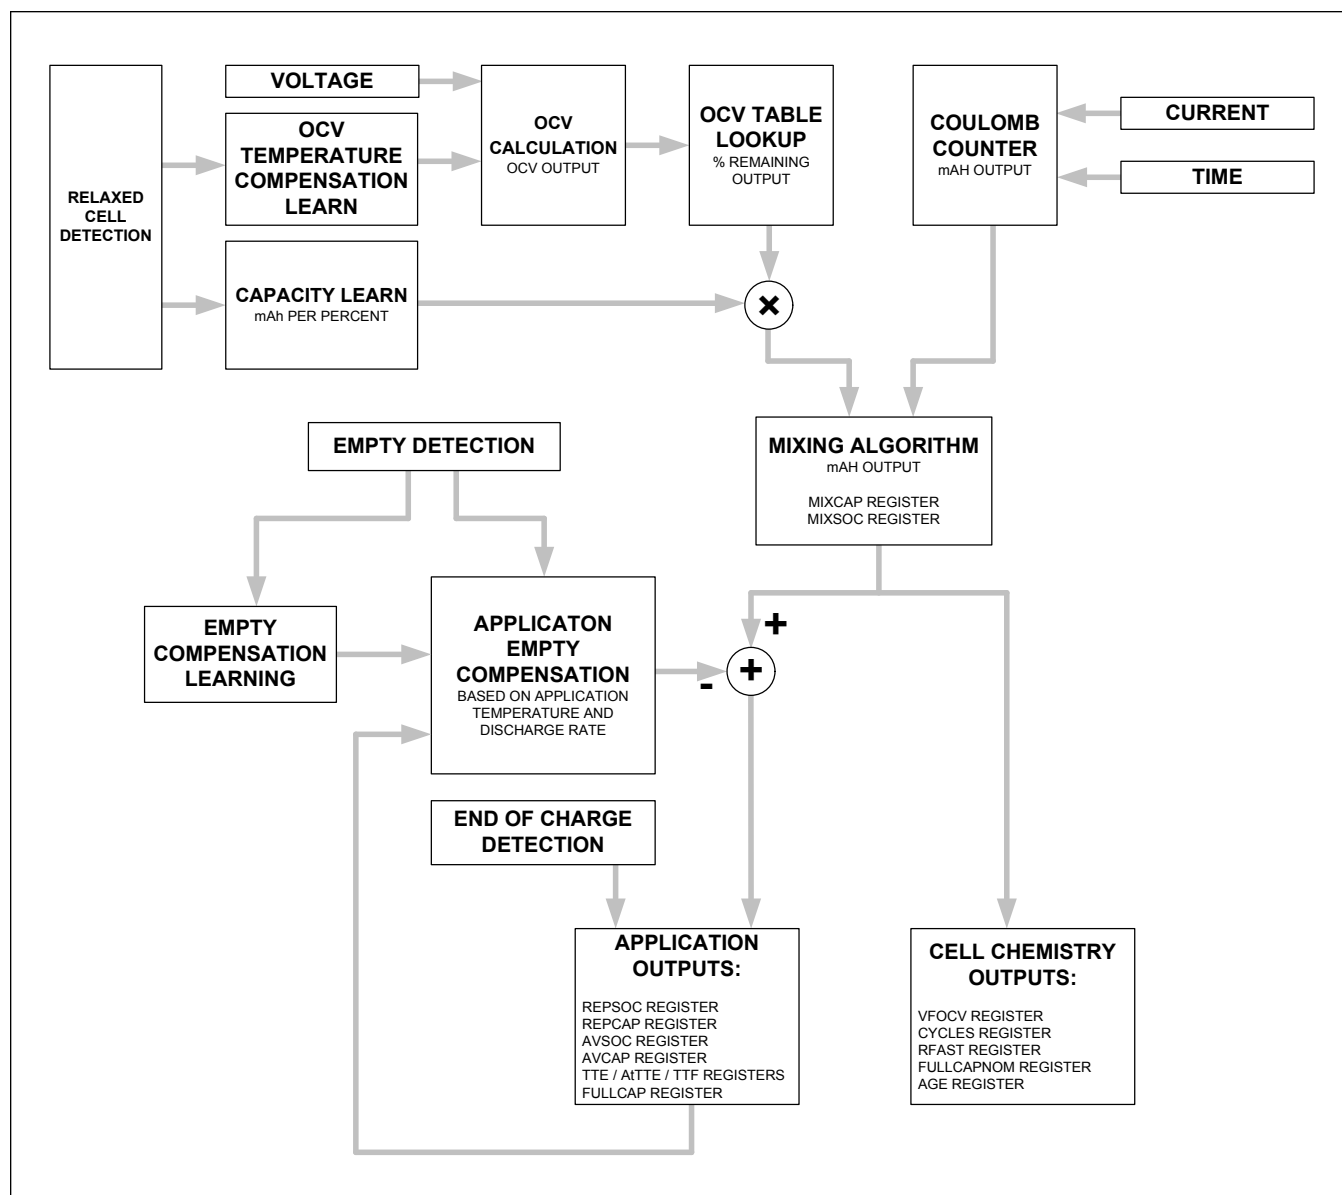 VOLTAGE
OCV
TEMPERATURE
COMPENSATION
LEARN
RELAXED
CELL
DETECTION
CAPACITY LEARN
mAh PER PERCENT
OCV
CALCULATION
OCV OUTPUT
OCV TABLE
LOOKUP
% REMAINING
OUTPUT
COULOMB
COUNTER
mAH OUTPUT
CURRENT
TIME
×
MIXING ALGORITHM
mAH OUTPUT
MIXCAP REGISTER
MIXSOC REGISTER
EMPTY DETECTION
EMPTY
COMPENSATION
LEARNING
APPLICATON
EMPTY
COMPENSATION
BASED ON APPLICATION
TEMPERATURE AND
DISCHARGE RATE
+
+
-
END OF CHARGE
DETECTION
APPLICATION
OUTPUTS:
REPSOC REGISTER
REPCAP REGISTER
AVSOC REGISTER
AVCAP REGISTER
TTE / AtTTE / TTF REGISTERS
FULLCAP REGISTER
CELL CHEMISTRY
OUTPUTS:
VFOCV REGISTER
CYCLES REGISTER
RFAST REGISTER
FULLCAPNOM REGISTER
AGE REGISTER